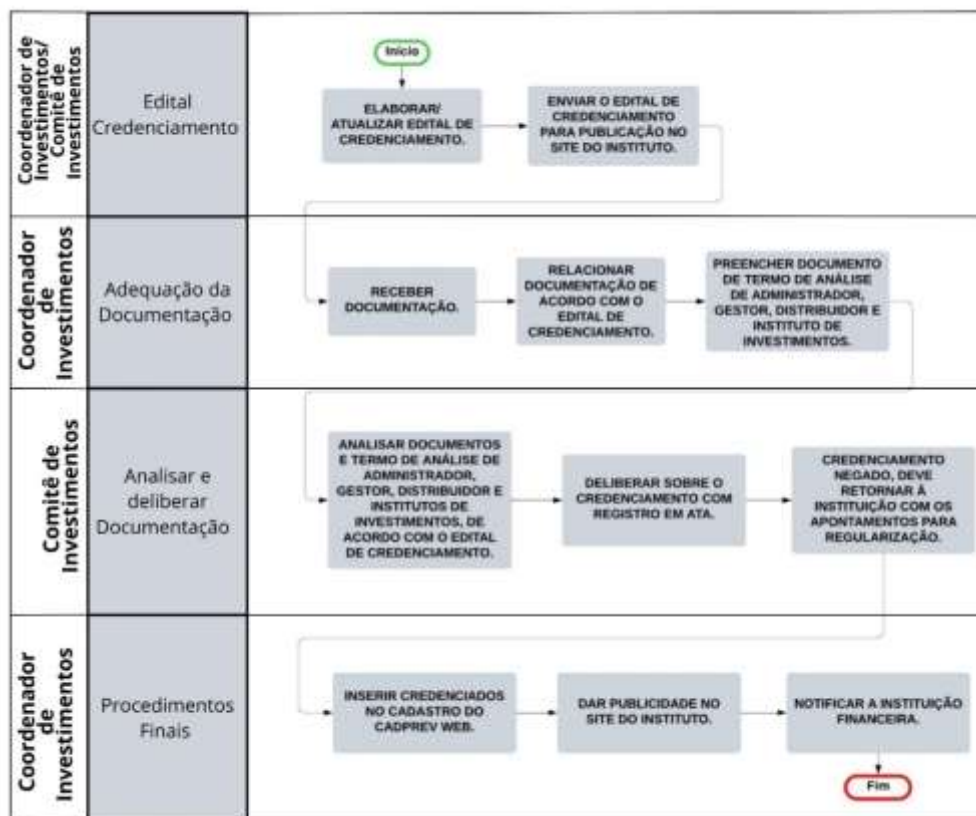 Coordenador de
Investimentos/
Comitê de
Investimentos
Edital
Credenciamento
Início
ELABORAR/
ATUALIZAR EDITAL DE
CREDENCIAMENTO.
ENVIAR O EDITAL DE
CREDENCIAMENTO
PARA PUBLICAÇÃO NO
SITE DO INSTITUTO.
Coordenador
de
Investimentos
Adequação da
Documentação
RECEBER
DOCUMENTAÇÃO.
RELACIONAR
DOCUMENTAÇÃO DE
ACORDO COM O
EDITAL DE
CREDENCIAMENTO.
PREENCHER DOCUMENTO
DE TERMO DE ANÁLISE
DE ADMINISTRADOR,
GESTOR, DISTRIBUIDOR E
INSTITUTO DE
INVESTIMENTOS.
Comitê de
Investimentos
Analisar e
deliberar
Documentação
ANALISAR DOCUMENTOS
E TERMO DE ANÁLISE DE
ADMINISTRADOR,
GESTOR, DISTRIBUIDOR E
INSTITUTOS DE
INVESTIMENTOS, DE
ACORDO COM O EDITAL
DE CREDENCIAMENTO.
DELIBERAR SOBRE O
CREDENCIAMENTO COM
REGISTRO EM ATA.
CREDENCIAMENTO
NEGADO, DEVE
RETORNAR À
INSTITUIÇÃO COM OS
APONTAMENTOS PARA
REGULARIZAÇÃO.
Coordenador
de
Investimentos
Procedimentos
Finais
INSERIR CREDENCIADOS
NO CADASTRO DO
CADPREV WEB.
DAR PUBLICIDADE NO
SITE DO INSTITUTO.
NOTIFICAR A INSTITUIÇÃO
FINANCEIRA.
Fim